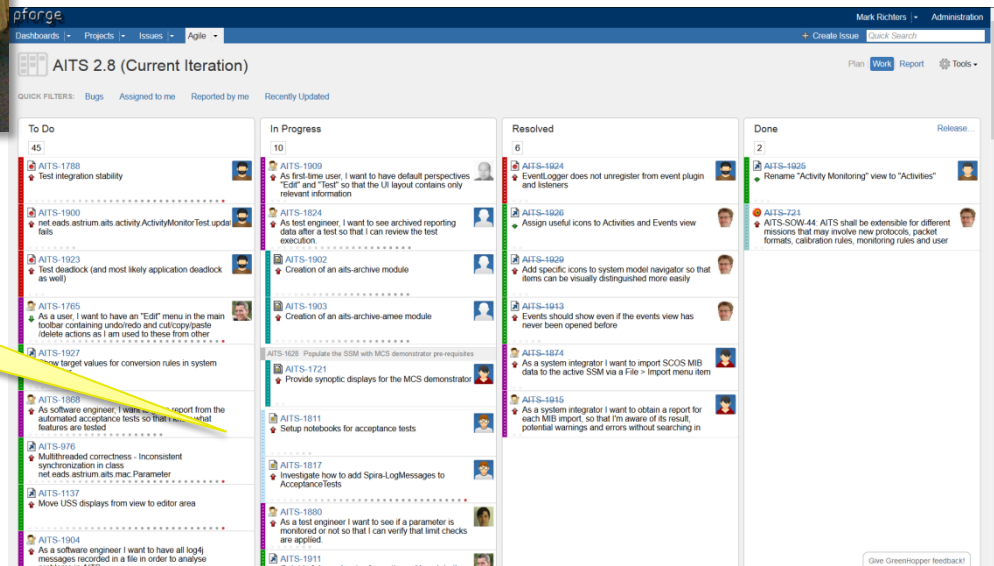 pforge
Mark Richters
Administration
Dashboards
Projects
Issues
Agile
+ Create Issue
Quick Search
AITS 2.8 (Current Iteration)
Plan
Work
Report
Tools
QUICK FILTERS:
Bugs
Assigned to me
Reported by me
Recently Updated
To Do
45
AITS-1788
Test integration stability
AITS-1900
net.eads.astrium.aits.activity.ActivityMonitorTest.updat
fails
AITS-1923
Test deadlock (and most likely application deadlock
as well)
AITS-1765
As a user, I want to have an "Edit" menu in the main
toolbar containing undo/redo and cut/copy/paste
/delete actions as I am used to these from other
AITS-1927
Show target values for conversion rules in system
AITS-1868
As software engineer, I want report from the
automated acceptance tests so that I know what
features are tested
AITS-976
Multithreaded correctness - Inconsistent
synchronization in class
net.eads.astrium.aits.mac.Parameter
AITS-1137
Move USS displays from view to editor area
AITS-1904
As a software engineer I want to have all log4j
messages recorded in a file in order to analyse
In Progress
10
AITS-1909
As first-time user, I want to have default perspectives
"Edit" and "Test" so that the UI layout contains only
relevant information
AITS-1824
As test engineer, I want to see archived reporting
data after a test so that I can review the test
execution.
AITS-1902
Creation of an aits-archive module
AITS-1903
Creation of an aits-archive-amee module
AITS-1628 Populate the SSM with MCS demonstrator pre-requisites
AITS-1721
Provide synoptic displays for the MCS demonstrator
AITS-1811
Setup notebooks for acceptance tests
AITS-1817
Investigate how to add Spira-LogMessages to
AcceptanceTests
AITS-1880
As a test engineer I want to see if a parameter is
monitored or not so that I can verify that limit checks
are applied.
AITS-1911
Resolved
6
AITS-1924
EventLogger does not unregister from event plugin
and listeners
AITS-1926
Assign useful icons to Activities and Events view
AITS-1929
Add specific icons to system model navigator so that
items can be visually distinguished more easily
AITS-1913
Events should show even if the events view has
never been opened before
AITS-1874
As a system integrator I want to import SCOS MIB
data to the active SSM via a File > Import menu item
AITS-1915
As a system integrator I want to obtain a report for
each MIB import, so that I'm aware of its result,
potential warnings and errors without searching in
Done
Release...
2
AITS-1925
Rename "Activity Monitoring" view to "Activities"
AITS-721
AITS-SOW-44: AITS shall be extensible for different
missions that may involve new protocols, packet
formats, calibration rules, monitoring rules and user
Give GreenHopper feedback!